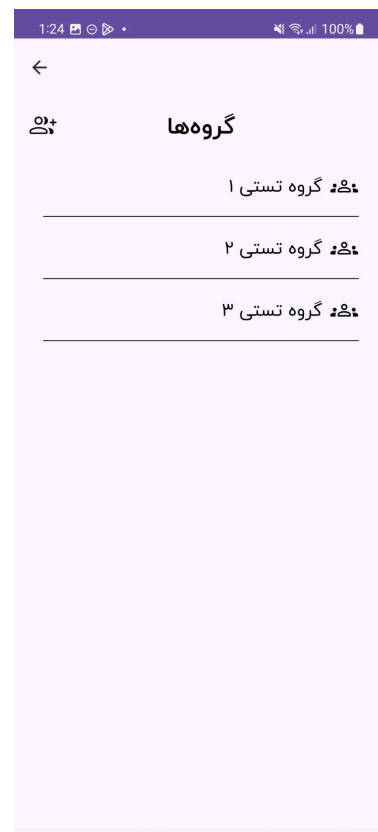 1:24 100%
گروه‌ها
گروه تستی ۱
گروه تستی ۲
گروه تستی ۳